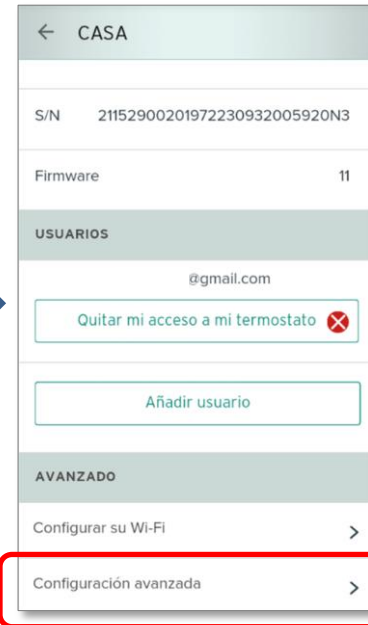 ← CASA
S/N 21152900201972230932005920N3
Firmware 11
USUARIOS
@gmail.com
Quitar mi acceso a mi termostato
Añadir usuario
AVANZADO
Configurar su Wi-Fi >
Configuración avanzada >